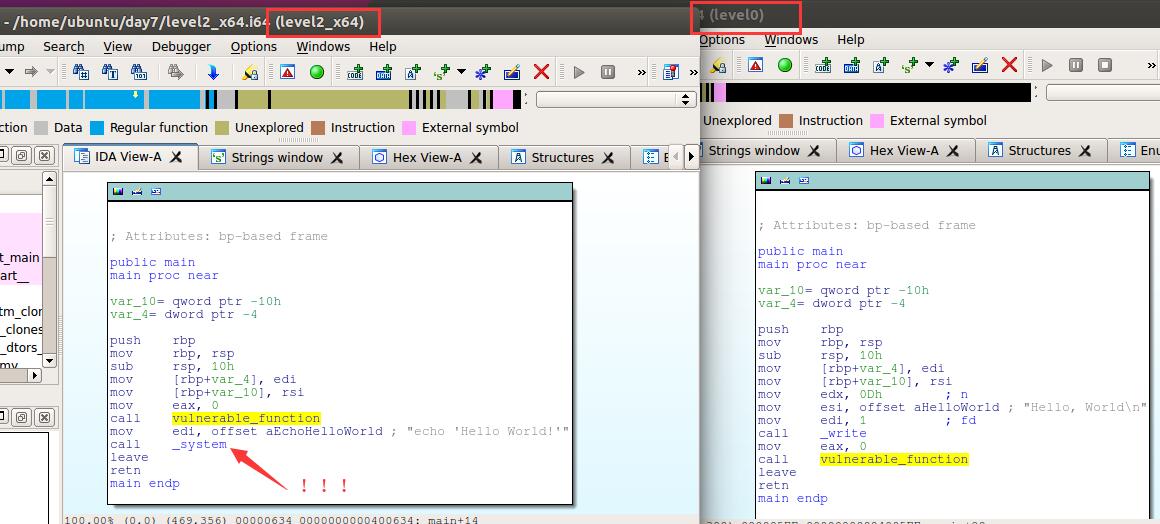 - /home/ubuntu/day7/level2_x64.i64 (level2_x64)
ump Search View Debugger Options Windows Help
ction Data Regular function Unexplored Instruction External symbol
IDA View-A Strings window Hex View-A Structures E
t_main
art__
tm_clor
_clones
_dtors_
my
; Attributes: bp-based frame
public main
main proc near
var_10= qword ptr -10h
var_4= dword ptr -4
push rbp
mov rbp, rsp
sub rsp, 10h
mov [rbp+var_4], edi
mov [rbp+var_10], rsi
mov eax, 0
call vulnerable_function
mov edi, offset aEchoHelloWorld ; "echo 'Hello World!'"
call _system
leave
retn
main endp
! ! !
100.00% (0,0) (469,356) 00000634 0000000000400634: main+14
4 (level0)
Options Windows Help
Unexplored Instruction External symbol
Strings window Hex View-A Structures Enu
; Attributes: bp-based frame
public main
main proc near
var_10= qword ptr -10h
var_4= dword ptr -4
push rbp
mov rbp, rsp
sub rsp, 10h
mov [rbp+var_4], edi
mov [rbp+var_10], rsi
mov edx, 0Dh ; n
mov esi, offset aHelloWorld ; "Hello, World\n"
mov edi, 1 ; fd
call _write
mov eax, 0
call vulnerable_function
leave
retn
main endp